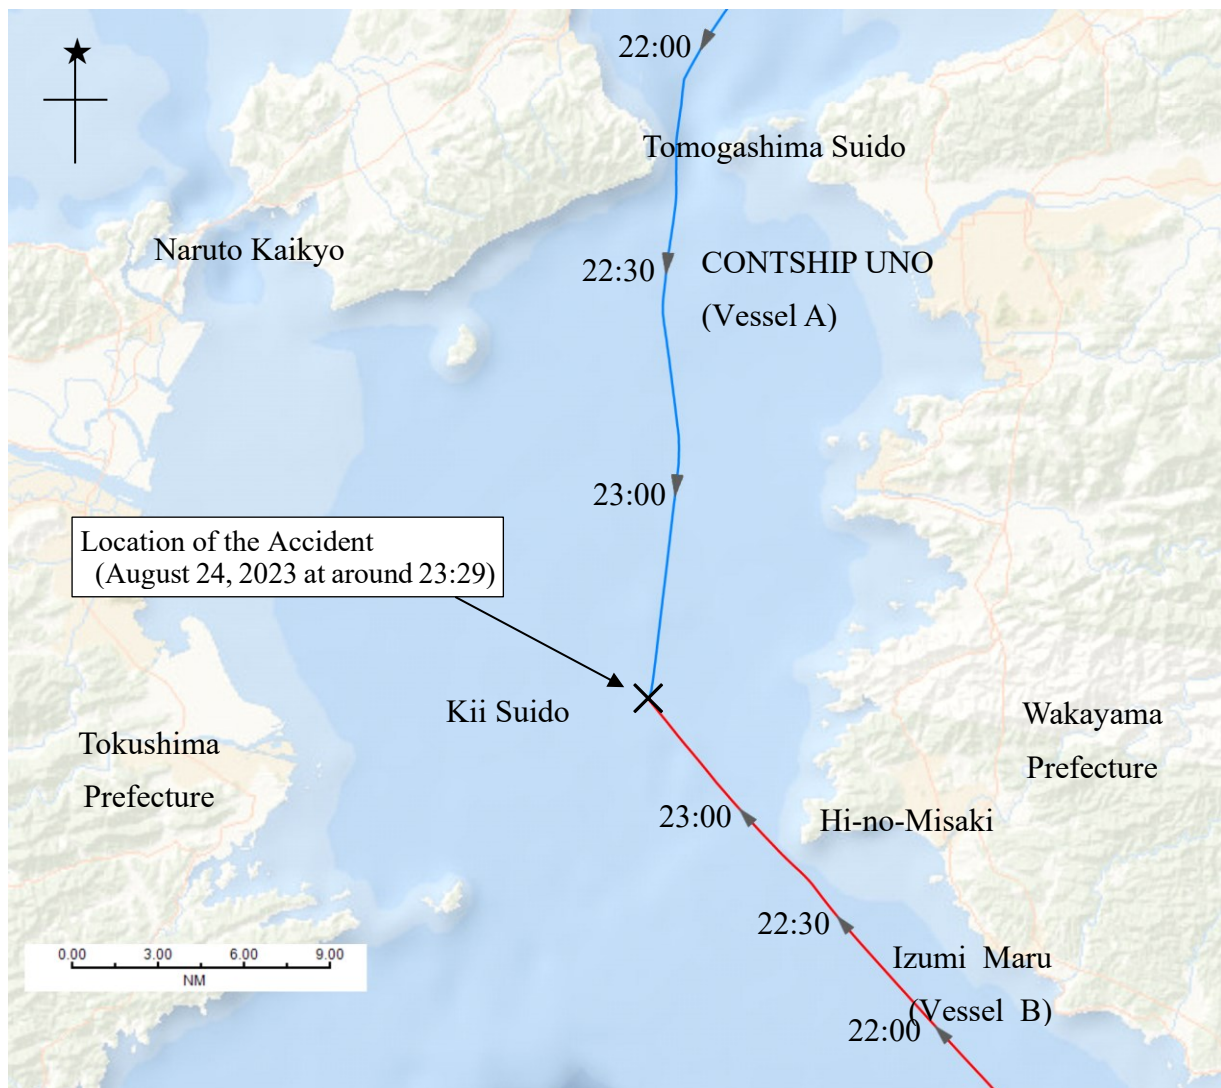 22:00
Tomogashima Suido
Naruto Kaikyo
22:30
CONTSHIP UNO
(Vessel A)
23:00
Location of the Accident
(August 24, 2023 at around 23:29)
Kii Suido
Wakayama
Prefecture
Tokushima
Prefecture
23:00
Hi-no-Misaki
22:30
Izumi Maru
(Vessel B)
22:00
0.00 3.00 6.00 9.00
NM